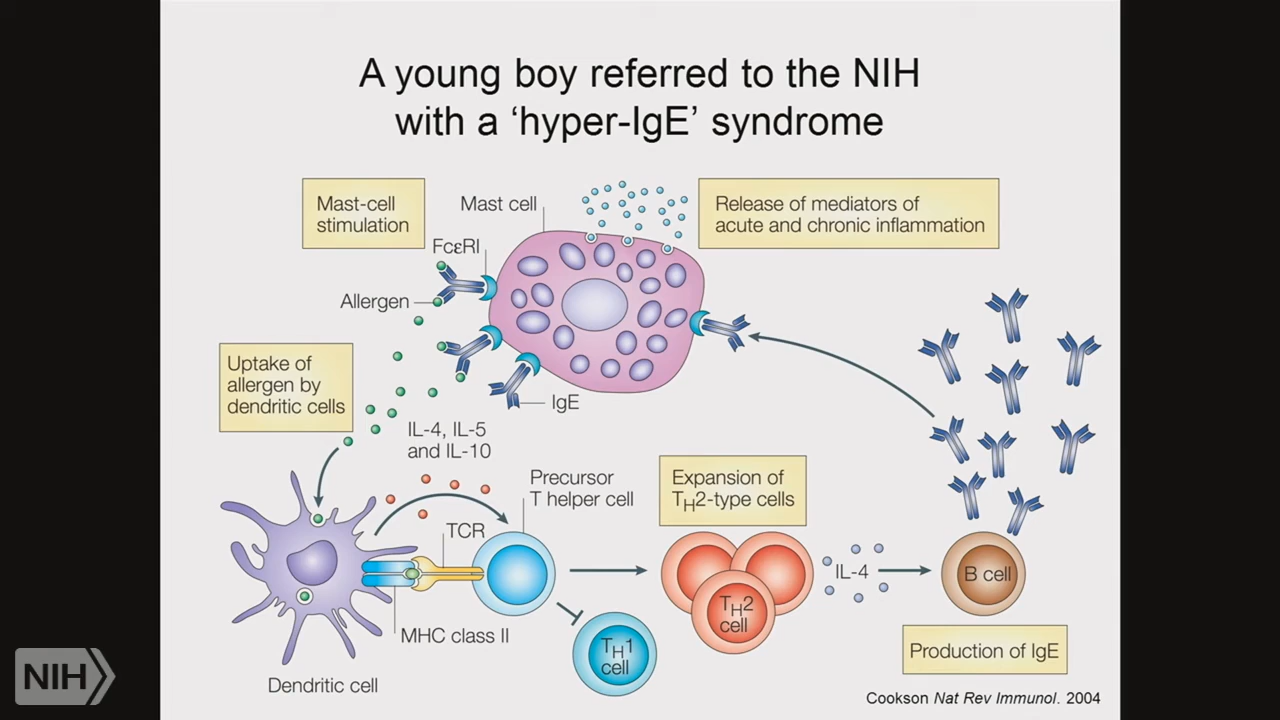 A young boy referred to the NIH
with a ‘hyper-IgE’ syndrome
Mast-cell
stimulation
Mast cell
Release of mediators of
acute and chronic inflammation
FcεRI
Allergen
Uptake of
allergen by
dendritic cells
IgE
IL-4, IL-5
and IL-10
Precursor
T helper cell
Expansion of
TH2-type cells
TCR
IL-4
B cell
TH2
cell
MHC class II
TH1
cell
Production of IgE
Dendritic cell
NIH
Cookson Nat Rev Immunol. 2004